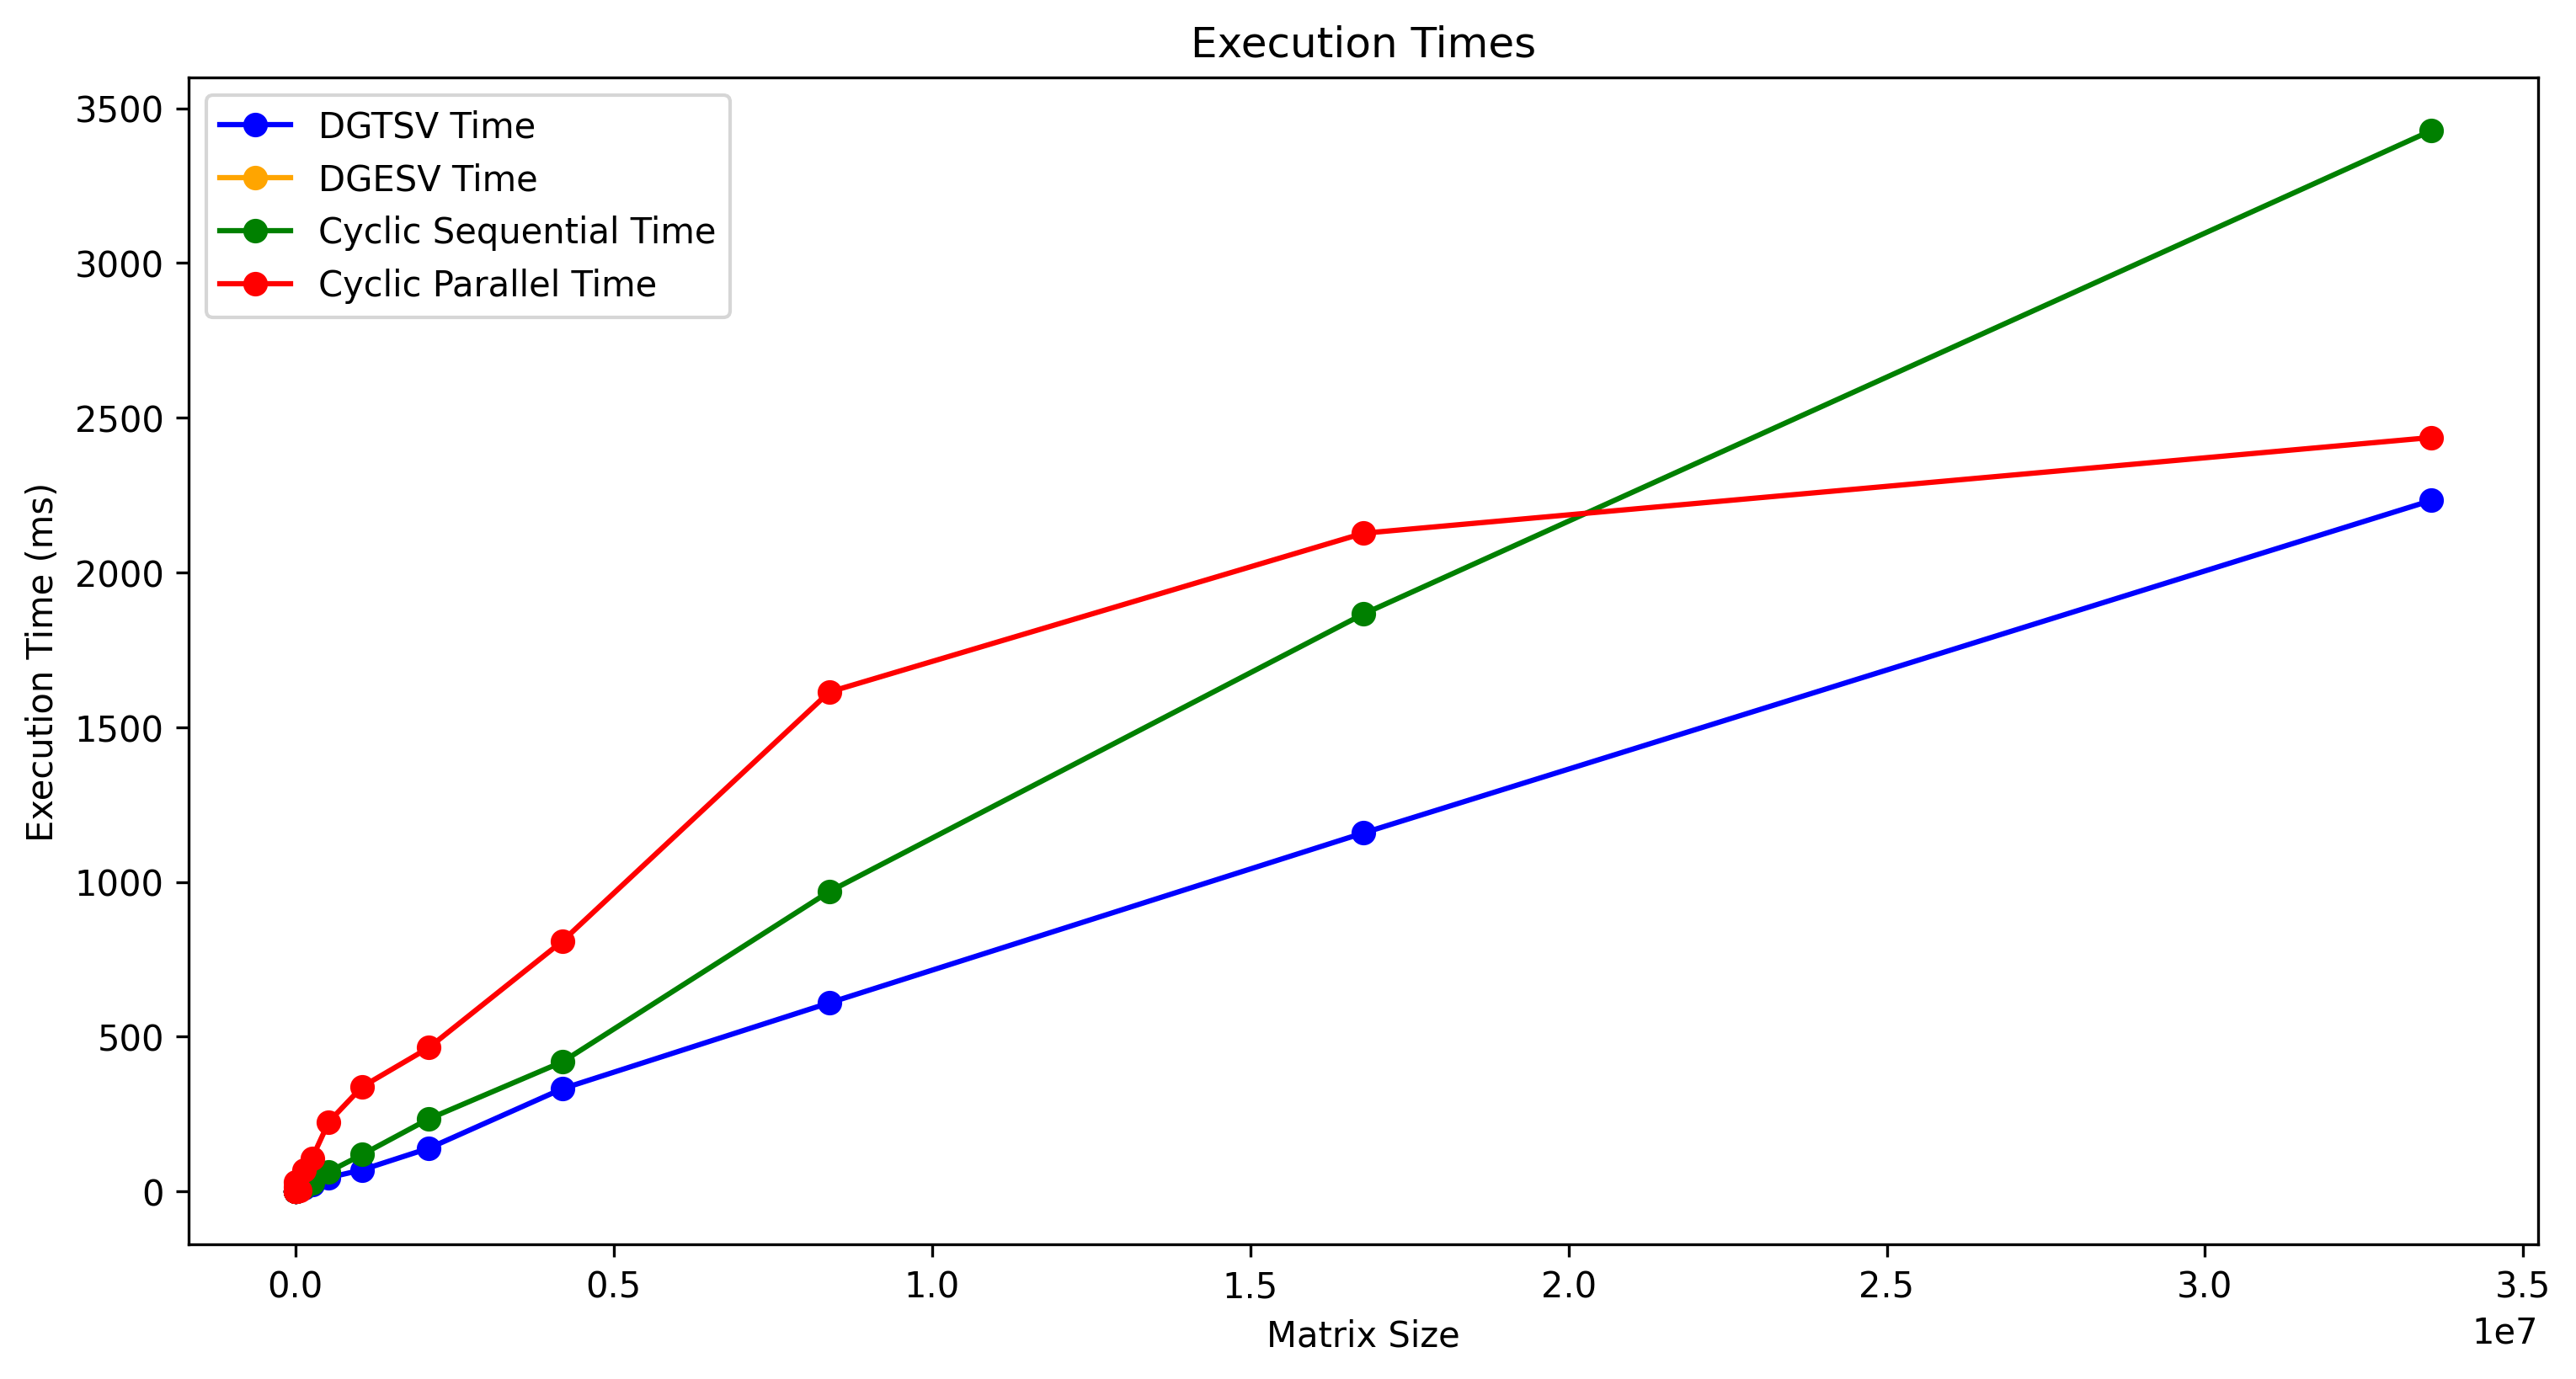 Execution Times
3500
3000
2500
2000
1500
1000
500
0
Execution Time (ms)
DGTSV Time
DGESV Time
Cyclic Sequential Time
Cyclic Parallel Time
0.0 0.5 1.0 1.5 2.0 2.5 3.0 3.5
1e7
Matrix Size